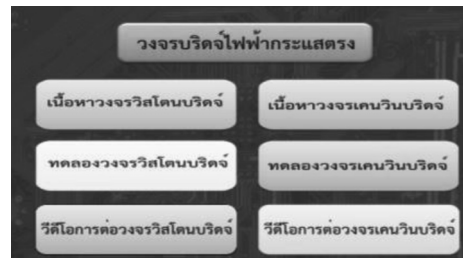 วงจรบริดจ์ไฟฟ้ากระแสตรง
เนื้อหาวงจรวิสโตนบริดจ์
เนื้อหาวงจรเคนวินบริดจ์
ทดลองวงจรวิสโตนบริดจ์
ทดลองวงจรเคนวินบริดจ์
วีดีโอการต่อวงจรวิสโตนบริดจ์
วีดีโอการต่อวงจรเคนวินบริดจ์